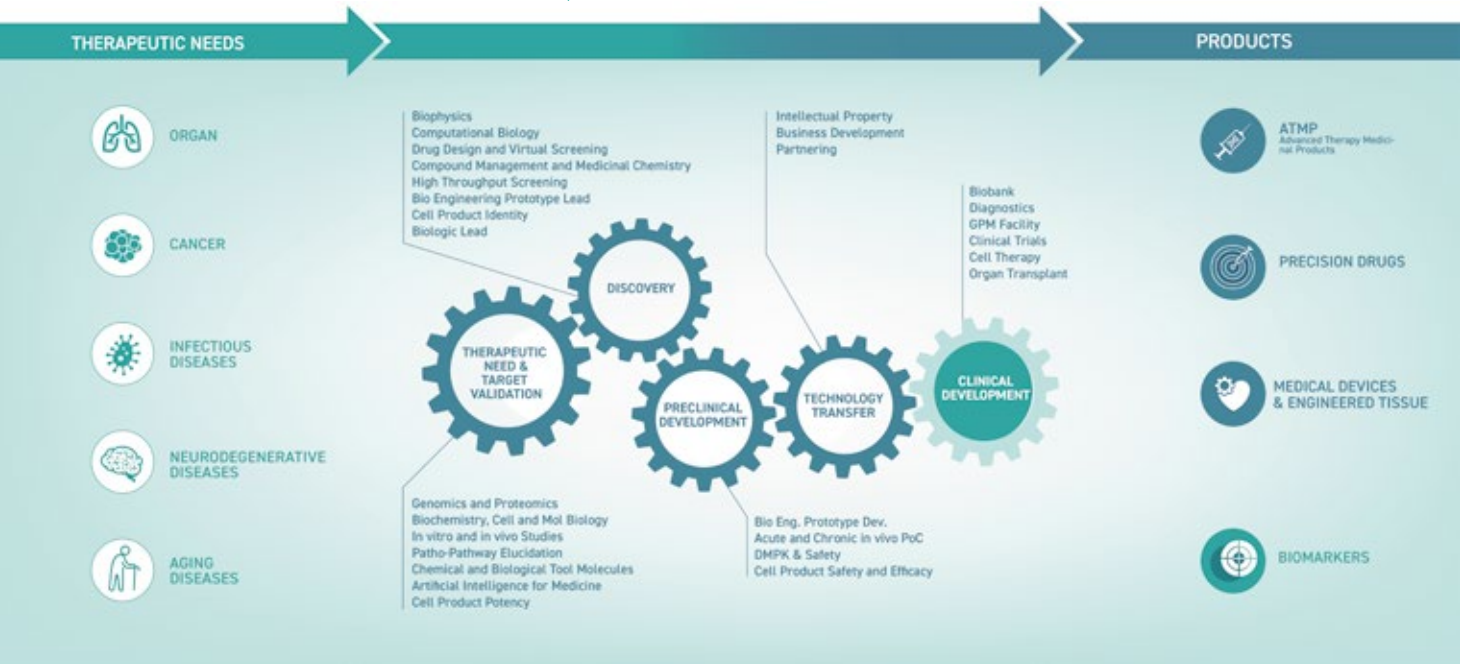 THERAPEUTIC NEEDS
PRODUCTS
ORGAN
CANCER
INFECTIOUS
DISEASES
NEURODEGENERATIVE
DISEASES
AGING
DISEASES
Biophysics
Computational Biology
Drug Design and Virtual Screening
Compound Management and Medicinal Chemistry
High Throughput Screening
Bio Engineering Prototype Lead
Cell Product Identity
Biologic Lead
DISCOVERY
THERAPEUTIC
NEED &
TARGET
VALIDATION
Genomics and Proteomics
Biochemistry, Cell and Mol Biology
In vitro and in vivo Studies
Patho-Pathway Elucidation
Chemical and Biological Tool Molecules
Artificial Intelligence for Medicine
Cell Product Potency
PRECLINICAL
DEVELOPMENT
Bio Eng. Prototype Dev.
Acute and Chronic in vivo PoC
DMPK & Safety
Cell Product Safety and Efficacy
Intellectual Property
Business Development
Partnering
TECHNOLOGY
TRANSFER
Biobank
Diagnostics
GPM Facility
Clinical Trials
Cell Therapy
Organ Transplant
CLINICAL
DEVELOPMENT
ATMP
Advanced Therapy Medici-
nal Products
PRECISION DRUGS
MEDICAL DEVICES
& ENGINEERED TISSUE
BIOMARKERS